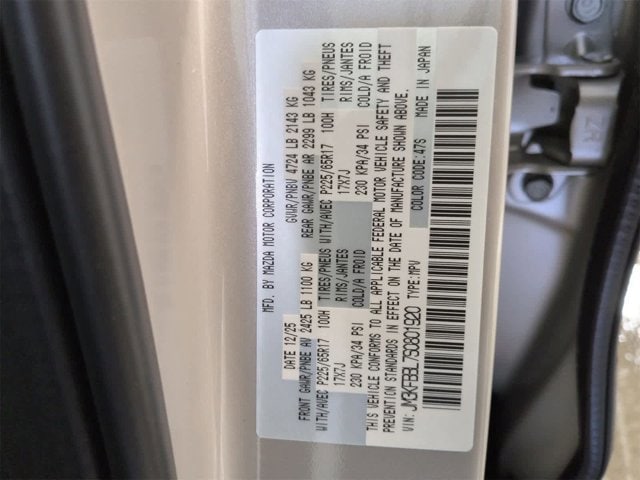 MFD. BY MAZDA MOTOR CORPORATION
DATE 12/25 GVWR/PNBV 4724 LB 2143 KG
FRONT GAWR/PNBE AV 2425 LB 1100 KG REAR GAWR/PNBE AR 2299 LB 1043 KG
WITH/AVEC P225/65R17 100H TIRES/PNEUS WITH/AVEC P225/65R17 100H TIRES/PNEUS
17X7J RIMS/JANTES 17X7J RIMS/JANTES
230 KPA/34 PSI COLD/A FROID 230 KPA/34 PSI COLD/A FROID
THIS VEHICLE CONFORMS TO ALL APPLICABLE FEDERAL MOTOR VEHICLE SAFETY AND THEFT
PREVENTION STANDARDS IN EFFECT ON THE DATE OF MANUFACTURE SHOWN ABOVE.
VIN: JM3KFBBL7S0801920 TYPE: MPV COLOR CODE: 47S MADE IN JAPAN